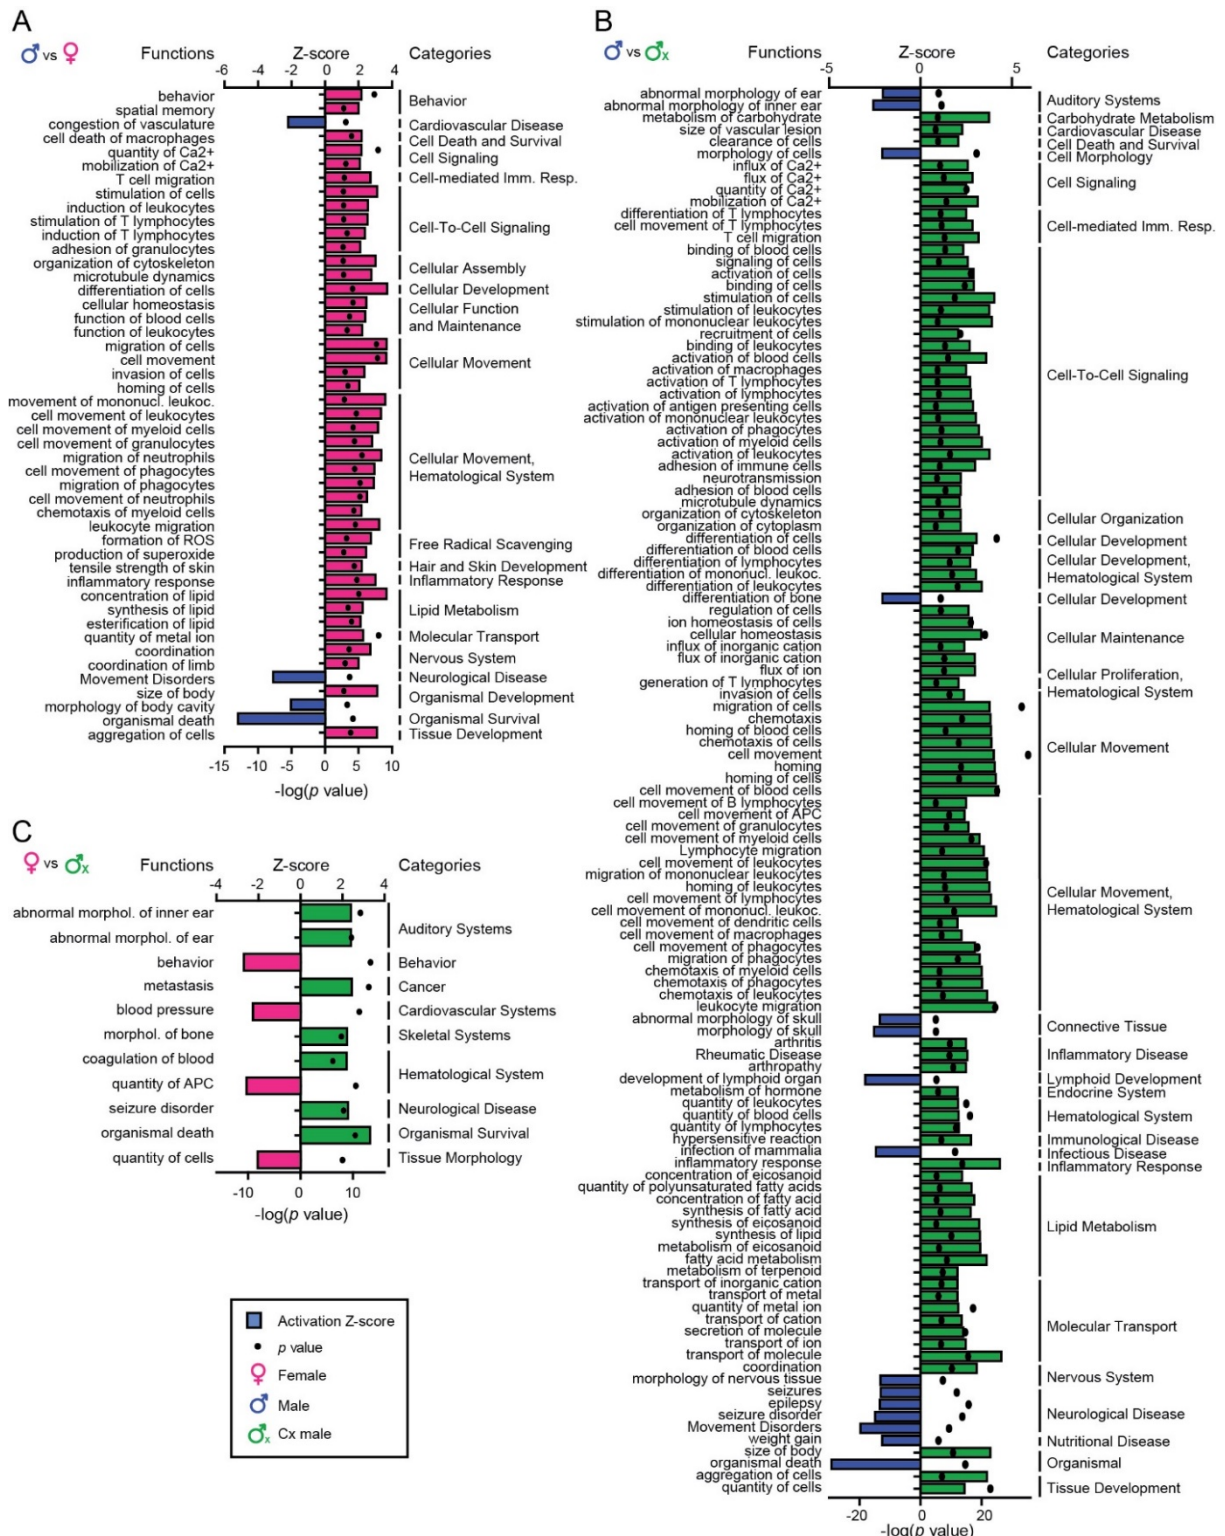 A
♂ vs ♀
Functions
Z-score
Categories
-6 -4 -2 0 2 4
behavior
spatial memory
congestion of vasculature
cell death of macrophages
quantity of Ca2+
mobilization of Ca2+
T cell migration
stimulation of cells
induction of leukocytes
stimulation of T lymphocytes
induction of T lymphocytes
adhesion of granulocytes
organization of cytoskeleton
microtubule dynamics
differentiation of cells
cellular homeostasis
function of blood cells
function of leukocytes
migration of cells
cell movement
invasion of cells
homing of cells
movement of mononucl. leukoc.
cell movement of leukocytes
cell movement of myeloid cells
cell movement of granulocytes
migration of neutrophils
cell movement of phagocytes
migration of phagocytes
cell movement of neutrophils
chemotaxis of myeloid cells
leukocyte migration
formation of ROS
production of superoxide
tensile strength of skin
inflammatory response
concentration of lipid
synthesis of lipid
esterification of lipid
quantity of metal ion
coordination
coordination of limb
Movement Disorders
size of body
morphology of body cavity
organismal death
aggregation of cells
Behavior
Cardiovascular Disease
Cell Death and Survival
Cell Signaling
Cell-mediated Imm. Resp.
Cell-To-Cell Signaling
Cellular Assembly
Cellular Development
Cellular Function
and Maintenance
Cellular Movement
Cellular Movement,
Hematological System
Free Radical Scavenging
Hair and Skin Development
Inflammatory Response
Lipid Metabolism
Molecular Transport
Nervous System
Neurological Disease
Organismal Development
Organismal Survival
Tissue Development
-15 -10 -5 0 5 10
-log(p value)
B
♂ vs ♂x
Functions
Z-score
Categories
-5 0 5
abnormal morphology of ear
abnormal morphology of inner ear
metabolism of carbohydrate
size of vascular lesion
clearance of cells
morphology of cells
influx of Ca2+
flux of Ca2+
quantity of Ca2+
mobilization of Ca2+
differentiation of T lymphocytes
cell movement of T lymphocytes
T cell migration
binding of blood cells
signaling of cells
activation of cells
binding of cells
stimulation of cells
stimulation of leukocytes
stimulation of mononuclear leukocytes
recruitment of cells
binding of leukocytes
activation of blood cells
activation of macrophages
activation of T lymphocytes
activation of lymphocytes
activation of antigen presenting cells
activation of mononuclear leukocytes
activation of phagocytes
activation of myeloid cells
activation of leukocytes
adhesion of immune cells
neurotransmission
adhesion of blood cells
microtubule dynamics
organization of cytoskeleton
organization of cytoplasm
differentiation of cells
differentiation of blood cells
differentiation of lymphocytes
differentiation of mononucl. leukoc.
differentiation of leukocytes
differentiation of bone
regulation of cells
ion homeostasis of cells
cellular homeostasis
influx of inorganic cation
flux of inorganic cation
flux of ion
generation of T lymphocytes
invasion of cells
migration of cells
chemotaxis
homing of blood cells
chemotaxis of cells
cell movement
homing
homing of cells
cell movement of blood cells
cell movement of B lymphocytes
cell movement of APC
cell movement of granulocytes
cell movement of myeloid cells
Lymphocyte migration
cell movement of leukocytes
migration of mononuclear leukocytes
homing of leukocytes
cell movement of lymphocytes
cell movement of mononucl. leukoc.
cell movement of dendritic cells
cell movement of macrophages
cell movement of phagocytes
migration of phagocytes
chemotaxis of myeloid cells
chemotaxis of phagocytes
chemotaxis of leukocytes
leukocyte migration
abnormal morphology of skull
morphology of skull
arthritis
Rheumatic Disease
arthropathy
development of lymphoid organ
metabolism of hormone
quantity of leukocytes
quantity of blood cells
quantity of lymphocytes
hypersensitive reaction
infection of mammalia
inflammatory response
concentration of eicosanoid
quantity of polyunsaturated fatty acids
concentration of fatty acid
synthesis of fatty acid
synthesis of eicosanoid
synthesis of lipid
metabolism of eicosanoid
fatty acid metabolism
metabolism of terpenoid
transport of inorganic cation
transport of metal
quantity of metal ion
transport of cation
secretion of molecule
transport of ion
transport of molecule
coordination
morphology of nervous tissue
seizures
epilepsy
seizure disorder
Movement Disorders
weight gain
size of body
organismal death
aggregation of cells
quantity of cells
Auditory Systems
Carbohydrate Metabolism
Cardiovascular Disease
Cell Death and Survival
Cell Morphology
Cell Signaling
Cell-mediated Imm. Resp.
Cell-To-Cell Signaling
Cellular Organization
Cellular Development
Cellular Development,
Hematological System
Cellular Development
Cellular Maintenance
Cellular Proliferation,
Hematological System
Cellular Movement
Cellular Movement,
Hematological System
Connective Tissue
Inflammatory Disease
Lymphoid Development
Endocrine System
Hematological System
Immunological Disease
Infectious Disease
Inflammatory Response
Lipid Metabolism
Molecular Transport
Nervous System
Neurological Disease
Nutritional Disease
Organismal
Tissue Development
-20 0 20
-log(p value)
C
♀ vs ♂x
Functions
Z-score
Categories
-4 -2 0 2 4
abnormal morphol. of inner ear
abnormal morphol. of ear
behavior
metastasis
blood pressure
morphol. of bone
coagulation of blood
quantity of APC
seizure disorder
organismal death
quantity of cells
Auditory Systems
Behavior
Cancer
Cardiovascular Systems
Skeletal Systems
Hematological System
Neurological Disease
Organismal Survival
Tissue Morphology
-10 0 10
-log(p value)
Activation Z-score
p value
♀ Female
♂ Male
♂x Cx male